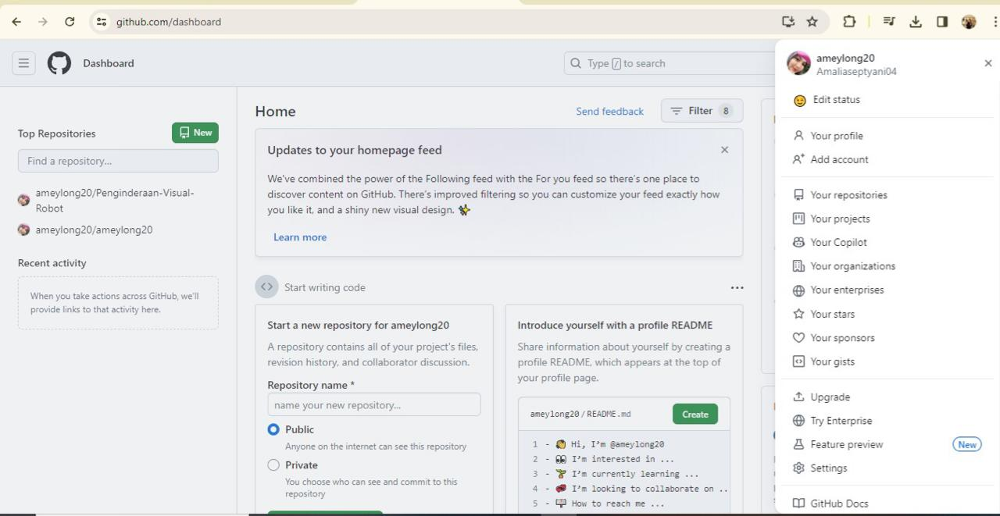 github.com/dashboard
Dashboard
Type / to search
ameylong20
Amaliaseptyani04
Edit status
Your profile
Add account
Your repositories
Your projects
Your Copilot
Your organizations
Your enterprises
Your stars
Your sponsors
Your gists
Upgrade
Try Enterprise
Feature preview New
Settings
GitHub Docs
Top Repositories New
Find a repository...
ameylong20/Penginderaan-Visual-
Robot
ameylong20/ameylong20
Recent activity
When you take actions across GitHub, we'll
provide links to that activity here.
Home
Send feedback
Filter 8
Updates to your homepage feed
We've combined the power of the Following feed with the For you feed so there's one place to
discover content on GitHub. There's improved filtering so you can customize your feed exactly how
you like it, and a shiny new visual design. ✨
Learn more
Start writing code
Start a new repository for ameylong20
A repository contains all of your project's files,
revision history, and collaborator discussion.
Repository name *
name your new repository...
Public
Anyone on the internet can see this repository
Private
You choose who can see and commit to this
repository
Introduce yourself with a profile README
Share information about yourself by creating a
profile README, which appears at the top of
your profile page.
ameylong20/README.md
Create
1 - 👋 Hi, I'm @ameylong20
2 - 👀 I'm interested in ...
3 - 🌱 I'm currently learning ...
4 - 💞️ I'm looking to collaborate on ..
5 - 📫 How to reach me ...